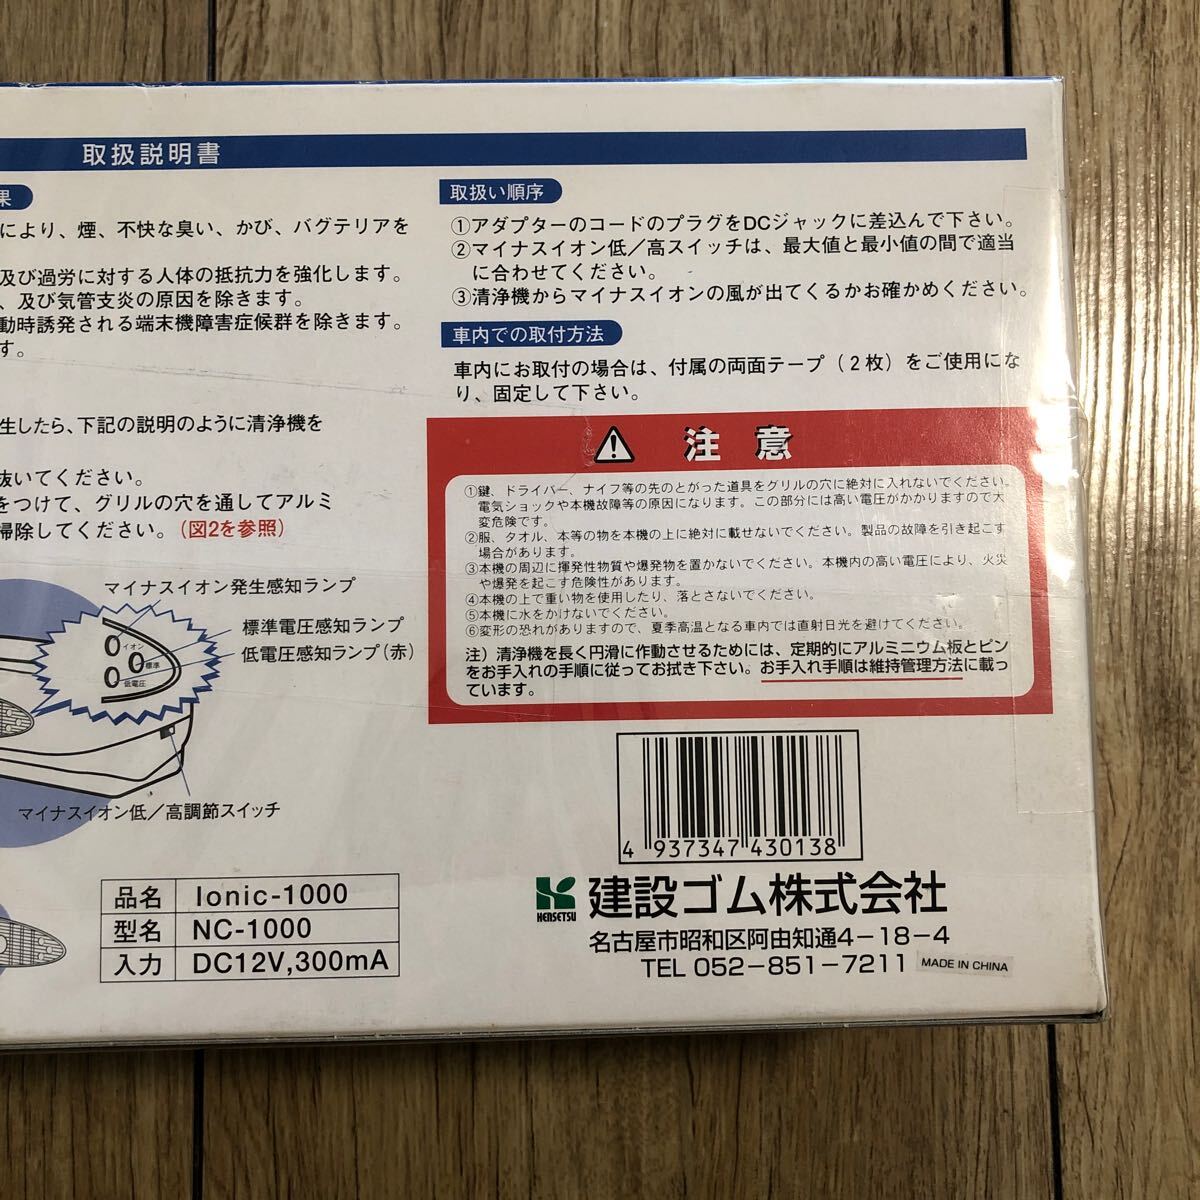 取扱説明書
果
により、煙、不快な臭い、かび、バグテリアを
及び過労に対する人体の抵抗力を強化します。
、及び気管支炎の原因を除きます。
動時誘発される端末機障害症候群を除きます。
す。
生したら、下記の説明のように清浄機を
抜いてください。
をつけて、グリルの穴を通してアルミ
掃除してください。(図2を参照)
マイナスイオン発生感知ランプ
標準電圧感知ランプ
低電圧感知ランプ(赤)
イオン
標準
低電圧
マイナスイオン低/高調節スイッチ
品名 Ionic-1000
型名 NC-1000
入力 DC12V,300mA
取扱い順序
①アダプターのコードのプラグをDCジャックに差込んで下さい。
②マイナスイオン低/高スイッチは、最大値と最小値の間で適当
に合わせてください。
③清浄機からマイナスイオンの風が出てくるかお確かめください。
車内での取付方法
車内にお取付の場合は、付属の両面テープ(2枚)をご使用にな
り、固定して下さい。
注意
①鍵、ドライバー、ナイフ等の先のとがった道具をグリルの穴に絶対に入れないでください。
電気ショックや本機故障等の原因になります。この部分には高い電圧がかかりますので大
変危険です。
②服、タオル、本等の物を本機の上に絶対に載せないでください。製品の故障を引き起こす
場合があります。
③本機の周辺に揮発性物質や爆発物を置かないでください。本機内の高い電圧により、火災
や爆発を起こす危険性があります。
④本機の上で重い物を使用したり、落とさないでください。
⑤本機に水をかけないでください。
⑥変形の恐れがありますので、夏季高温となる車内では直射日光を避けてください。
注)清浄機を長く円滑に作動させるためには、定期的にアルミニウム板とピン
をお手入れの手順に従ってお拭き下さい。お手入れ手順は維持管理方法に載っ
ています。
4 937347 430138
HENSETSU
建設ゴム株式会社
名古屋市昭和区阿由知通4-18-4
TEL 052-851-7211
MADE IN CHINA